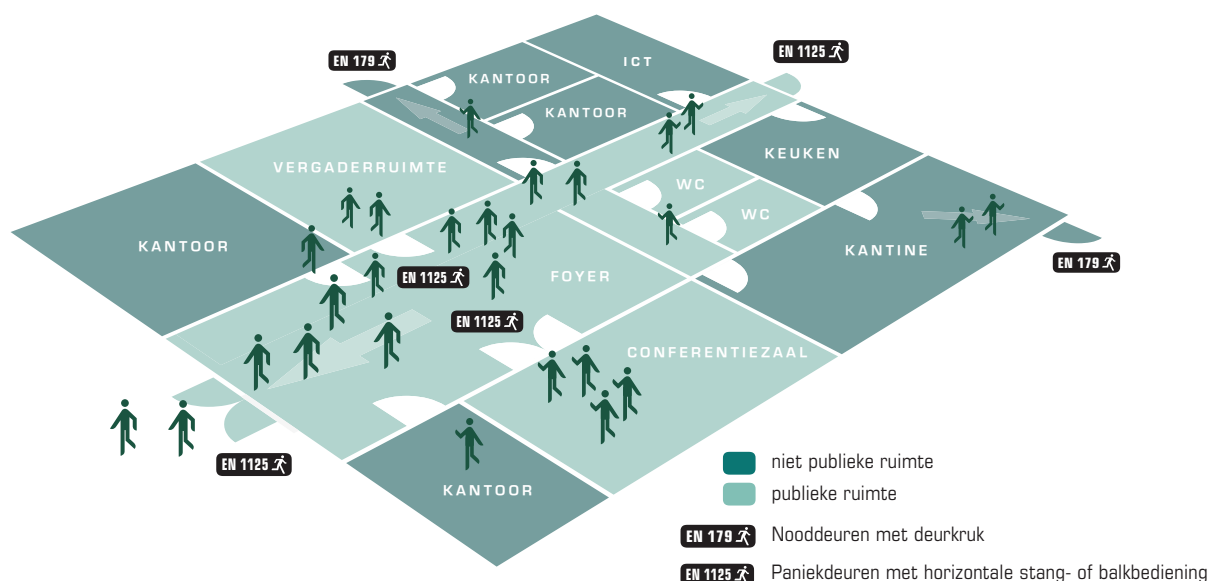 EN 179
EN 1125
ICT
KANTOOR
KANTOOR
KEUKEN
VERGADERRUIMTE
WC
WC
KANTOOR
KANTINE
EN 179
EN 1125
FOYER
EN 1125
CONFERENTIEZAAL
EN 1125
KANTOOR
niet publieke ruimte
publieke ruimte
EN 179 Nooddeuren met deurkruk
EN 1125 Paniekdeuren met horizontale stang- of balkbediening